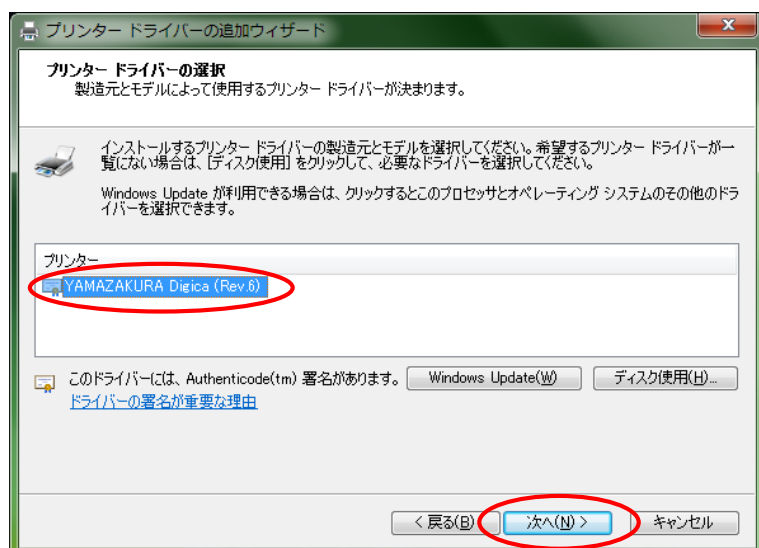 プリンター ドライバーの追加ウィザード
プリンター ドライバーの選択
製造元とモデルによって使用するプリンター ドライバーが決まります。
インストールするプリンター ドライバーの製造元とモデルを選択してください。希望するプリンター ドライバーが一
覧にない場合は、[ディスク使用] をクリックして、必要なドライバーを選択してください。
Windows Update が利用できる場合は、クリックするとこのプロセッサとオペレーティング システムのその他のドラ
イバーを選択できます。
プリンター
YAMAZAKURA Digica (Rev.6)
このドライバーには、Authenticode(tm) 署名があります。 Windows Update(W) ディスク使用(H)...
ドライバーの署名が重要な理由
< 戻る(B) 次へ(N) > キャンセル